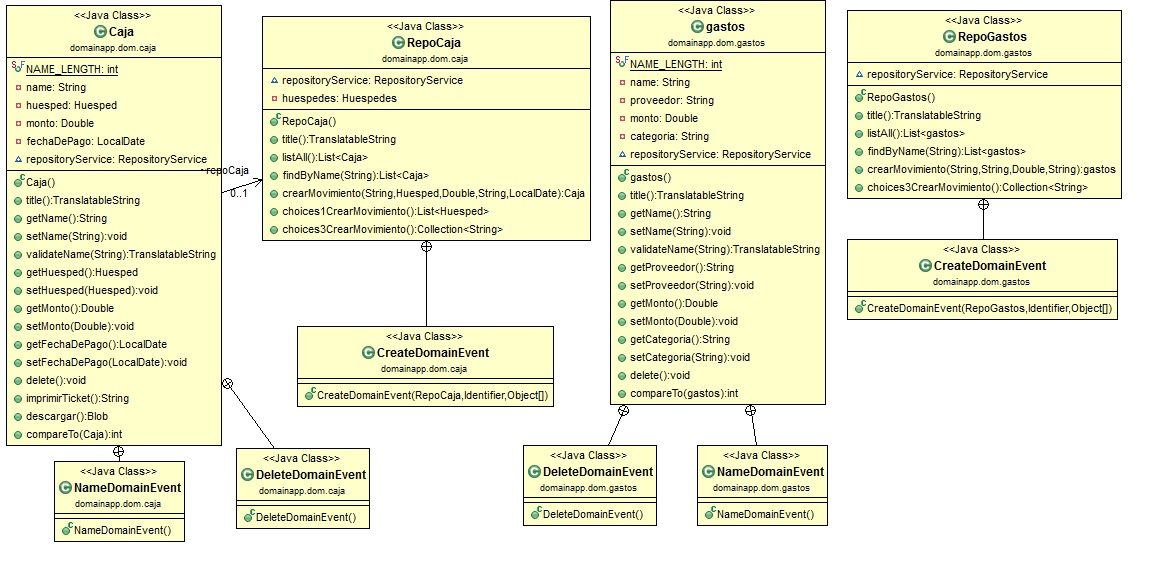 <<Java Class>>
Caja
domainapp.dom.caja
NAME_LENGTH: int
name: String
huesped: Huesped
monto: Double
fechaDePago: LocalDate
repositoryService: RepositoryService
Caja()
title():TranslatableString
getName():String
setName(String):void
validateName(String):TranslatableString
getHuesped():Huesped
setHuesped(Huesped):void
getMonto():Double
setMonto(Double):void
getFechaDePago():LocalDate
setFechaDePago(LocalDate):void
delete():void
imprimirTicket():String
descargar():Blob
compareTo(Caja):int
~repoCaja
0..1
<<Java Class>>
RepoCaja
domainapp.dom.caja
repositoryService: RepositoryService
huespedes: Huespedes
RepoCaja()
title():TranslatableString
listAll():List<Caja>
findByName(String):List<Caja>
crearMovimiento(String,Huesped,Double,String,LocalDate):Caja
choices1CrearMovimiento():List<Huesped>
choices3CrearMovimiento():Collection<String>
<<Java Class>>
CreateDomainEvent
domainapp.dom.caja
CreateDomainEvent(RepoCaja,Identifier,Object[])
<<Java Class>>
NameDomainEvent
domainapp.dom.caja
NameDomainEvent()
<<Java Class>>
DeleteDomainEvent
domainapp.dom.caja
DeleteDomainEvent()
<<Java Class>>
gastos
domainapp.dom.gastos
NAME_LENGTH: int
name: String
proveedor: String
monto: Double
categoria: String
repositoryService: RepositoryService
gastos()
title():TranslatableString
getName():String
setName(String):void
validateName(String):TranslatableString
getProveedor():String
setProveedor(String):void
getMonto():Double
setMonto(Double):void
getCategoria():String
setCategoria(String):void
delete():void
compareTo(gastos):int
<<Java Class>>
DeleteDomainEvent
domainapp.dom.gastos
DeleteDomainEvent()
<<Java Class>>
NameDomainEvent
domainapp.dom.gastos
NameDomainEvent()
<<Java Class>>
RepoGastos
domainapp.dom.gastos
repositoryService: RepositoryService
RepoGastos()
title():TranslatableString
listAll():List<gastos>
findByName(String):List<gastos>
crearMovimiento(String,String,Double,String):gastos
choices3CrearMovimiento():Collection<String>
<<Java Class>>
CreateDomainEvent
domainapp.dom.gastos
CreateDomainEvent(RepoGastos,Identifier,Object[])